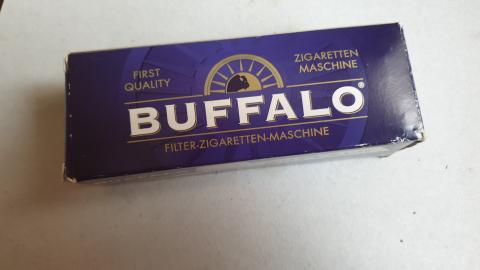 FIRST
QUALITY
ZIGARETTEN
MASCHINE
BUFFALO®
FILTER-ZIGARETTEN-MASCHINE